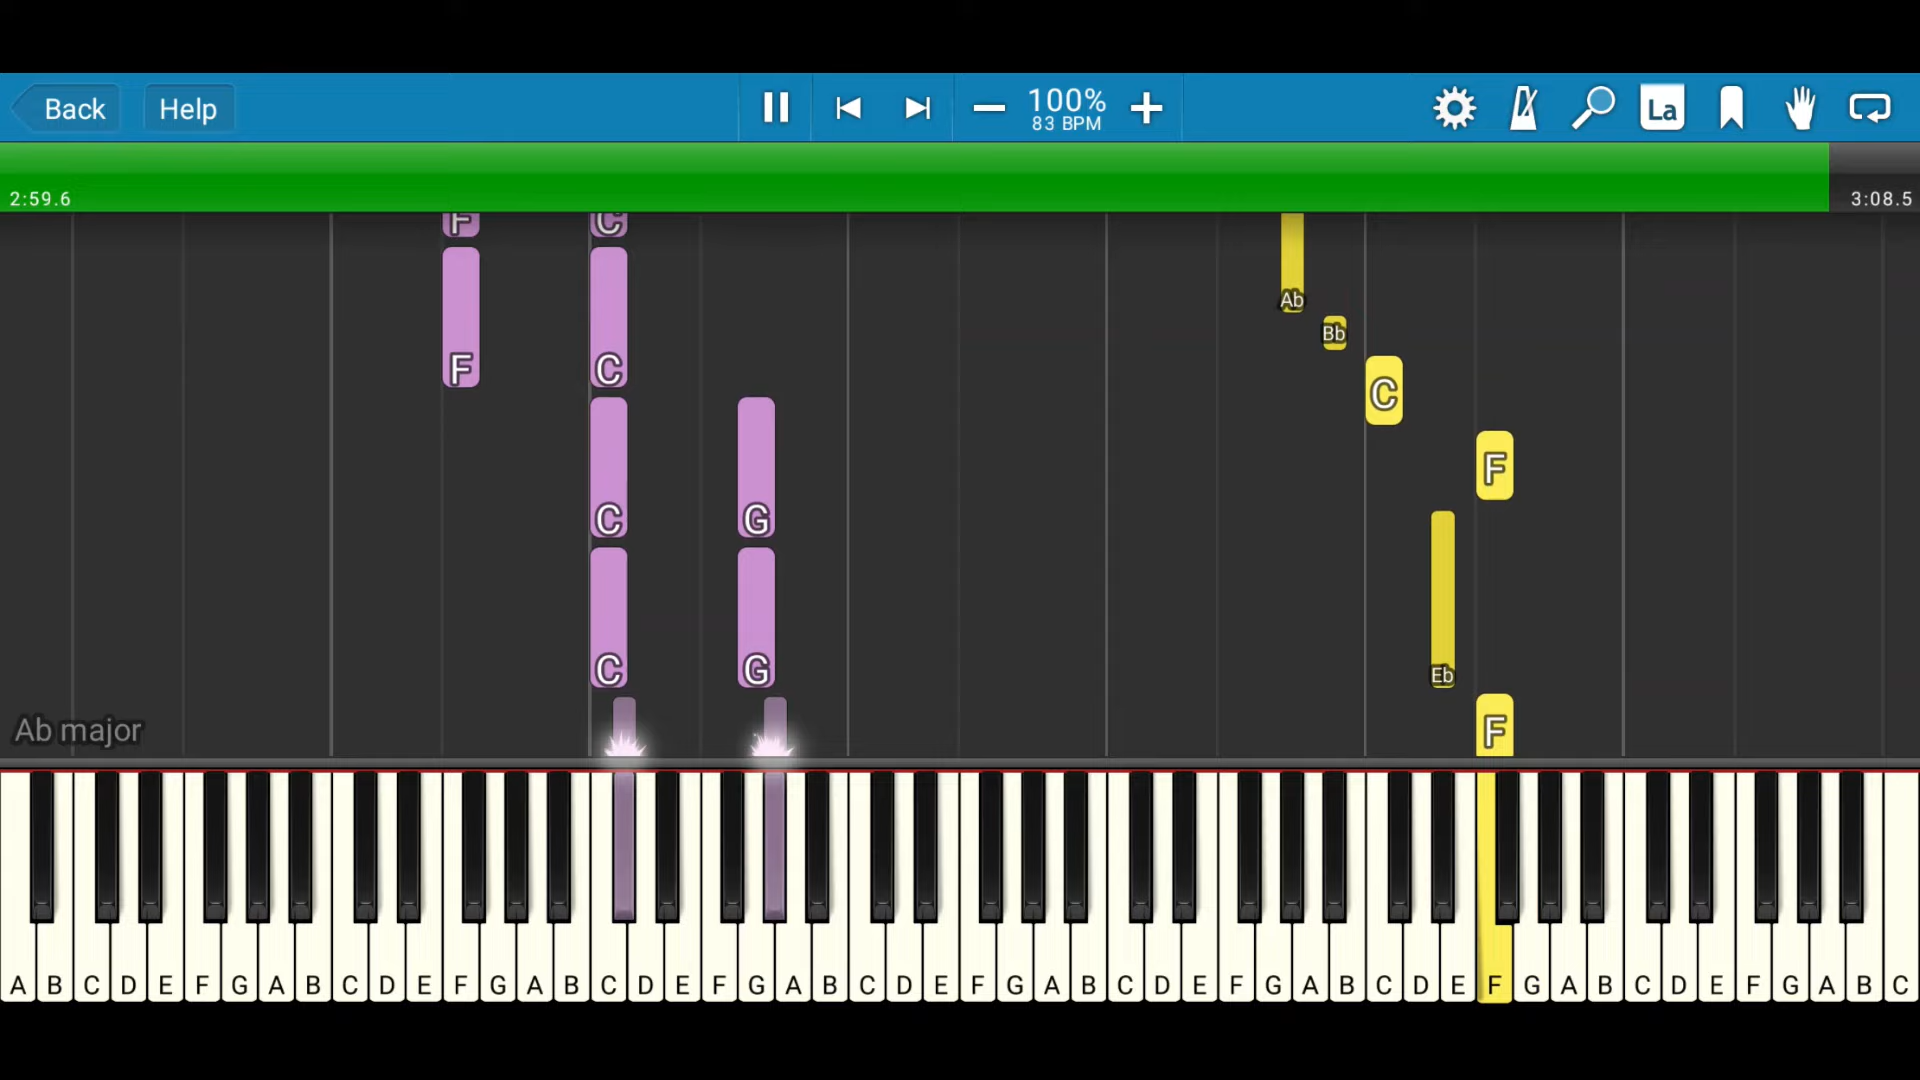 Back Help 100% La
83 BPM
2:59.6 3:08.5
F C
Ab
Bb
F C C
F
C G
C G Eb
Ab major F
A B C D E F G A B C D E F G A B C D E F G A B C D E F G A B C D E F G A B C D E F G A B C D E F G A B C